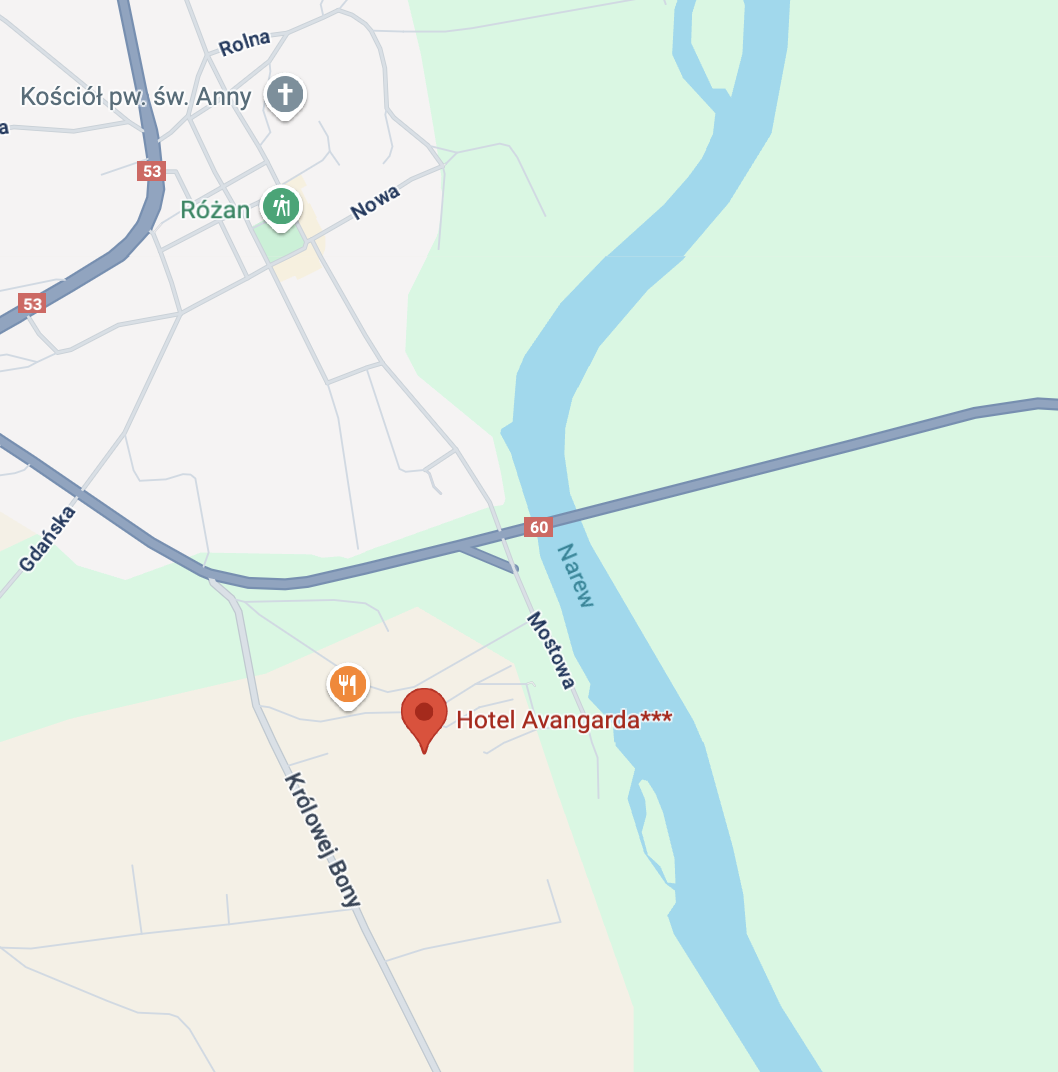 Rolna
Kościół pw. św. Anny
a
53
Nowa
Różan
53
60
Gdańska
Narew
Mostowa
Hotel Avangarda***
Królowej Bony